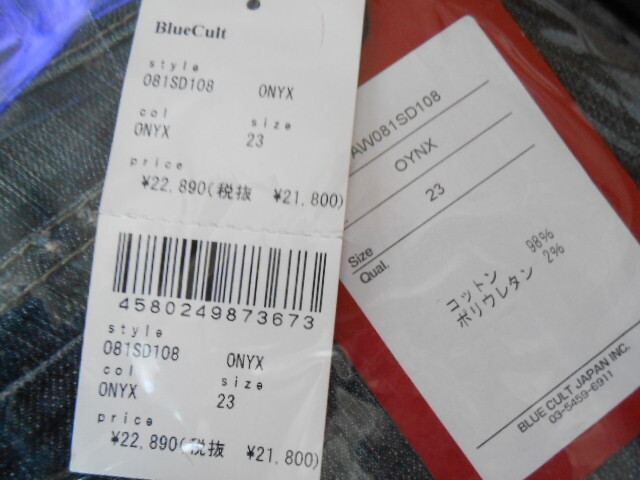 BlueCult
style
081SD108 ONYX
col size
ONYX 23
price
¥22,890(税抜 ¥21,800)
4580249873673
style
081SD108 ONYX
col size
ONYX 23
price
¥22,890(税抜 ¥21,800)
AW081SD108
OYNX
23
Size
Qual.
コットン 98%
ポリウレタン 2%
BLUE CULT JAPAN INC.
03-5459-6911